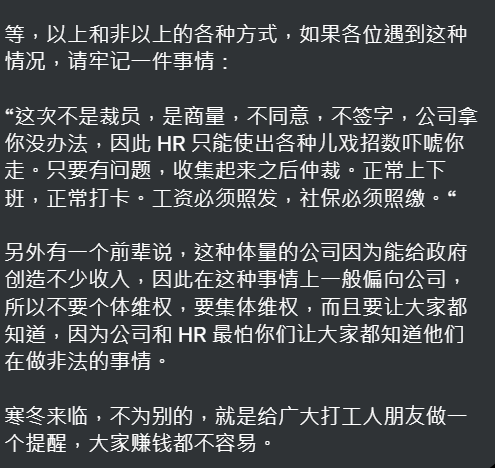 等，以上和非以上的各种方式，如果各位遇到这种
情况，请牢记一件事情：
“这次不是裁员，是商量，不同意，不签字，公司拿
你没办法，因此 HR 只能使出各种儿戏招数吓唬你
走。只要有问题，收集起来之后仲裁。正常上下
班，正常打卡。工资必须照发，社保必须照缴。“
另外有一个前辈说，这种体量的公司因为能给政府
创造不少收入，因此在这种事情上一般偏向公司，
所以不要个体维权，要集体维权，而且要让大家都
知道，因为公司和 HR 最怕你们让大家都知道他们
在做非法的事情。
寒冬来临，不为别的，就是给广大打工人朋友做一
个提醒，大家赚钱都不容易。